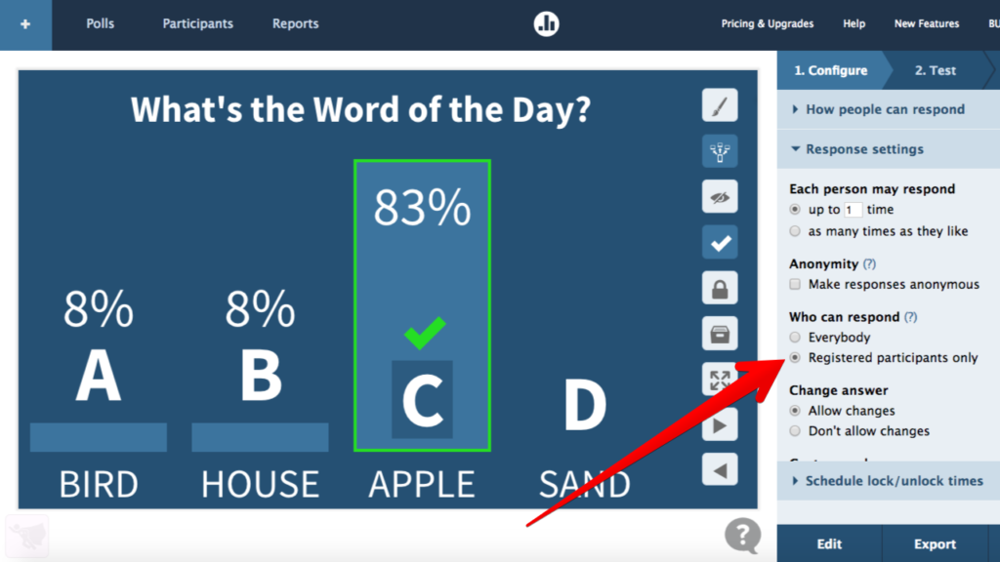 +
Polls
Participants
Reports
Pricing & Upgrades
Help
New Features
BU
What's the Word of the Day?
8%
A
BIRD
8%
B
HOUSE
83%
C
APPLE
D
SAND
1. Configure
2. Test
How people can respond
Response settings
Each person may respond
up to 1 time
as many times as they like
Anonymity (?)
Make responses anonymous
Who can respond (?)
Everybody
Registered participants only
Change answer
Allow changes
Don't allow changes
Schedule lock/unlock times
?
Edit
Export